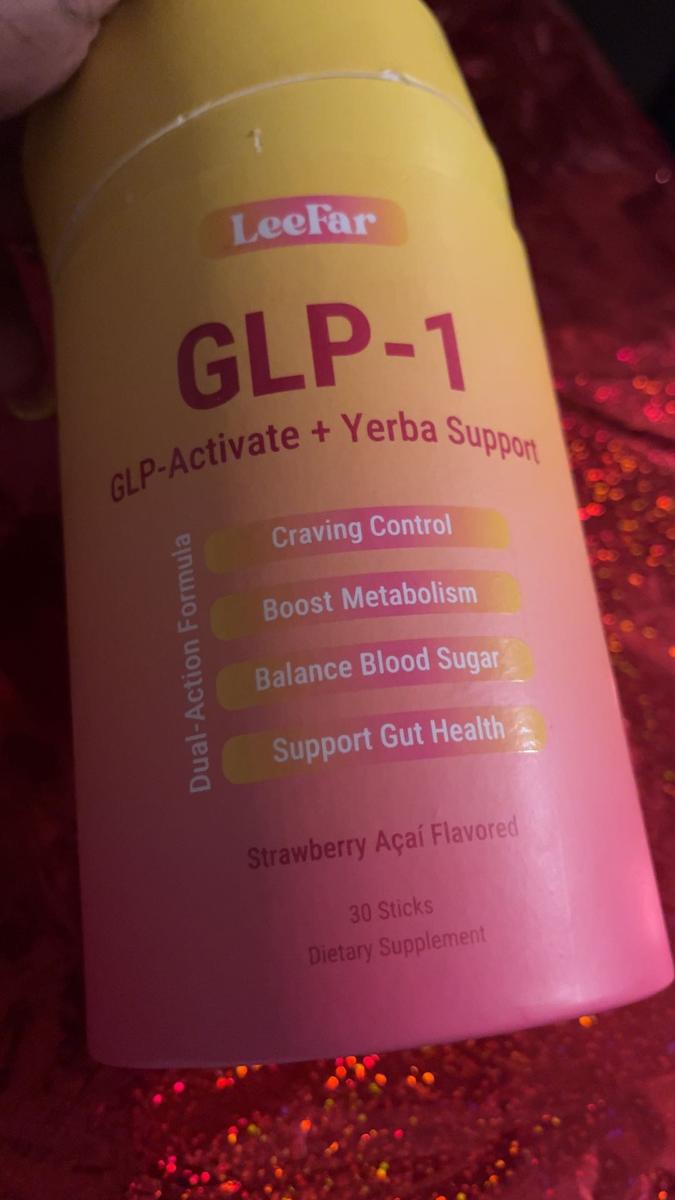 LeeFar
GLP-1
GLP-Activate + Yerba Support
Dual-Action Formula
Craving Control
Boost Metabolism
Balance Blood Sugar
Support Gut Health
Strawberry Açaí Flavored
30 Sticks
Dietary Supplement